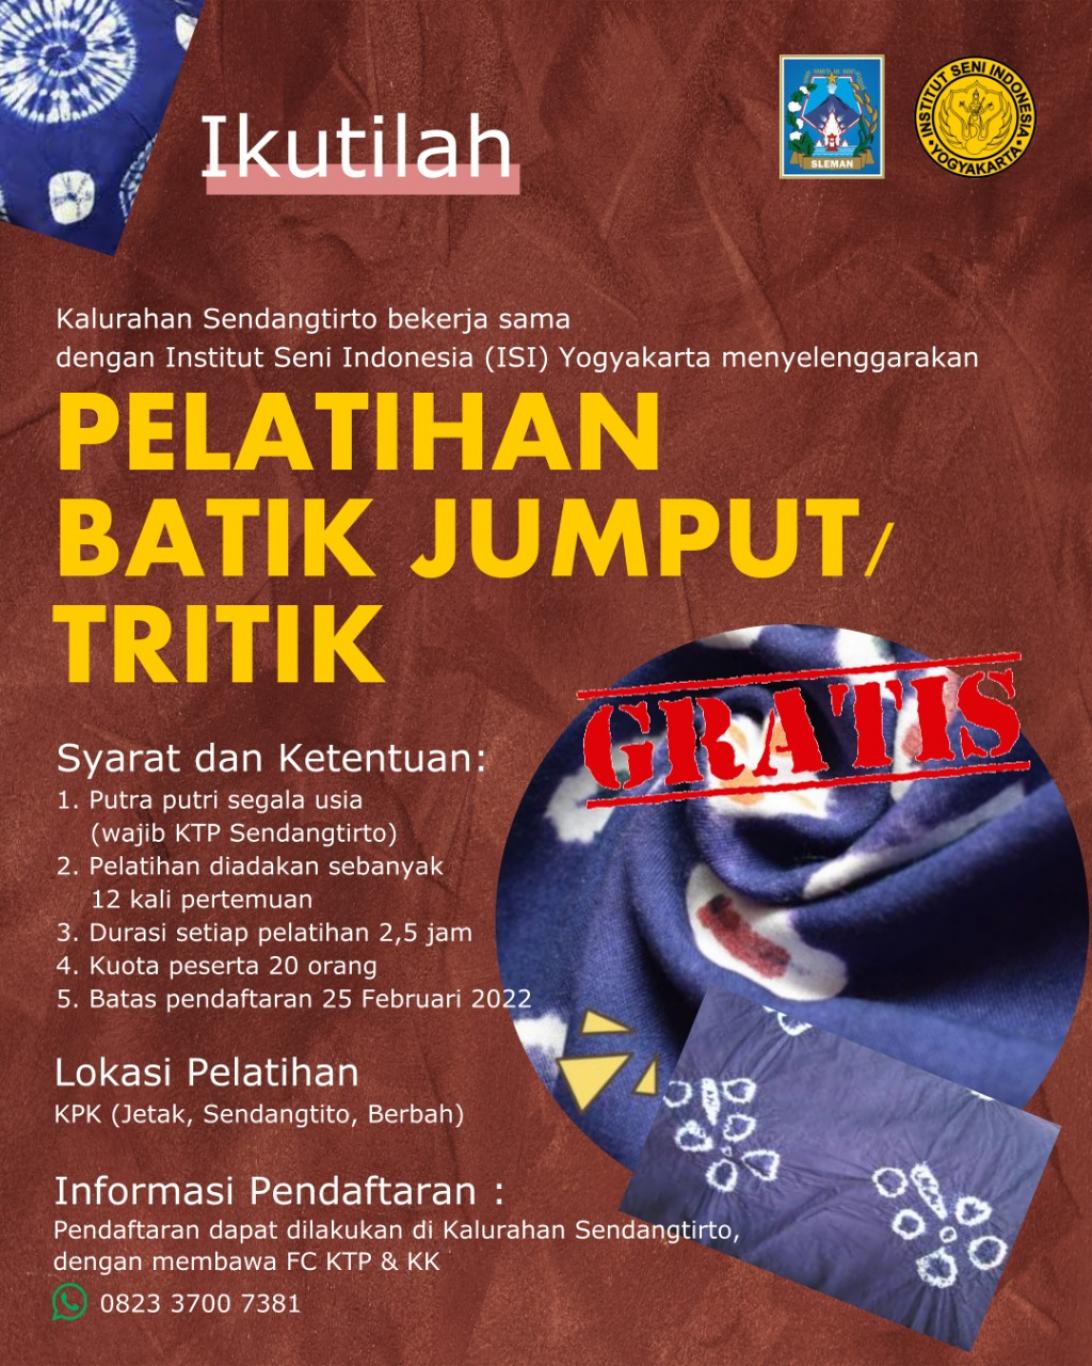 Ikutilah
SLEMAN
INSTITUT SENI INDONESIA
YOGYAKARTA
Kalurahan Sendangtirto bekerja sama
dengan Institut Seni Indonesia (ISI) Yogyakarta menyelenggarakan
PELATIHAN
BATIK JUMPUT/
TRITIK
GRATIS
Syarat dan Ketentuan:
1. Putra putri segala usia
(wajib KTP Sendangtirto)
2. Pelatihan diadakan sebanyak
12 kali pertemuan
3. Durasi setiap pelatihan 2,5 jam
4. Kuota peserta 20 orang
5. Batas pendaftaran 25 Februari 2022
Lokasi Pelatihan
KPK (Jetak, Sendangtito, Berbah)
Informasi Pendaftaran :
Pendaftaran dapat dilakukan di Kalurahan Sendangtirto,
dengan membawa FC KTP & KK
0823 3700 7381